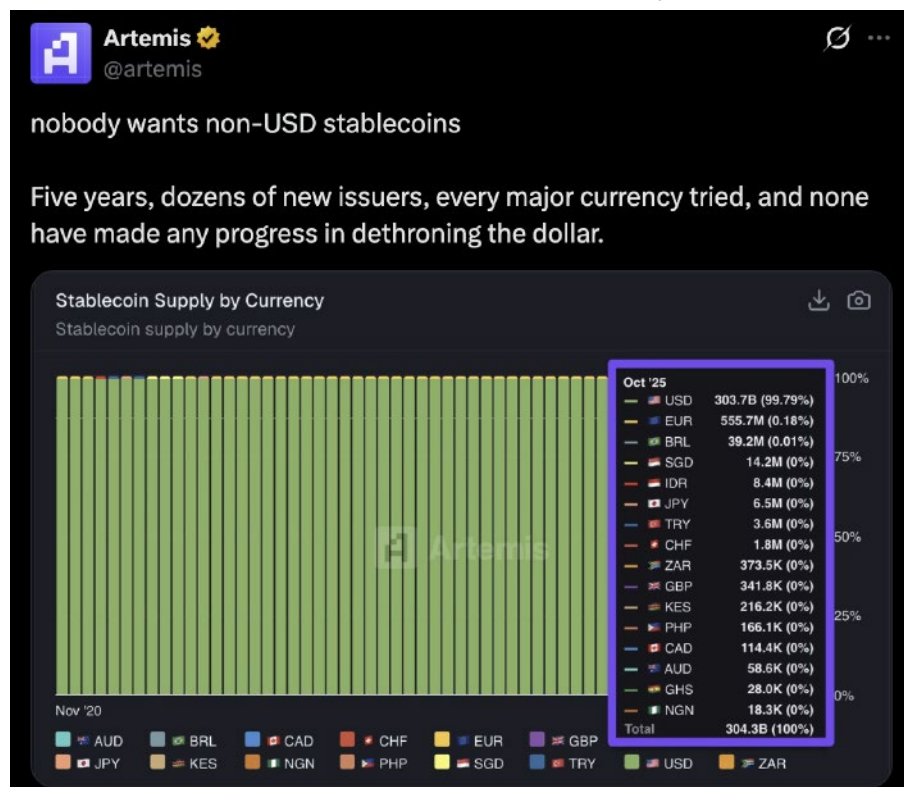 Artemis
@artemis
nobody wants non-USD stablecoins
Five years, dozens of new issuers, every major currency tried, and none
have made any progress in dethroning the dollar.
Stablecoin Supply by Currency
Stablecoin supply by currency
100%
75%
50%
25%
0%
Artemis
Oct '25
USD 303.7B (99.79%)
EUR 555.7M (0.18%)
BRL 39.2M (0.01%)
SGD 14.2M (0%)
IDR 8.4M (0%)
JPY 6.5M (0%)
TRY 3.6M (0%)
CHF 1.8M (0%)
ZAR 373.5K (0%)
GBP 341.8K (0%)
KES 216.2K (0%)
PHP 166.1K (0%)
CAD 114.4K (0%)
AUD 58.6K (0%)
GHS 28.0K (0%)
NGN 18.3K (0%)
Total 304.3B (100%)
Nov '20
AUD BRL CAD CHF EUR GBP
JPY KES NGN PHP SGD TRY USD ZAR